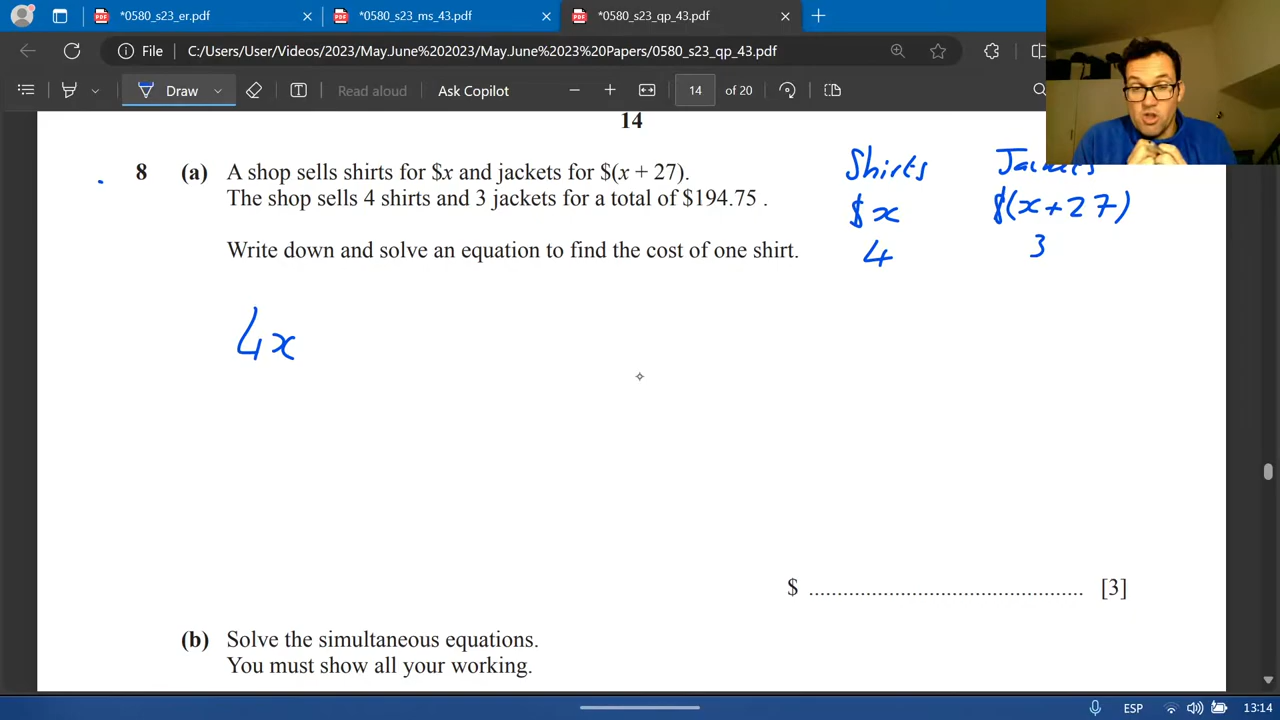 *0580_s23_er.pdf
*0580_s23_ms_43.pdf
*0580_s23_qp_43.pdf
File C:/Users/User/Videos/2023/May.June%202023/May.June%2023%20Papers/0580_s23_qp_43.pdf
Draw
Read aloud
Ask Copilot
14 of 20
14
8 (a) A shop sells shirts for $x and jackets for $(x + 27).
The shop sells 4 shirts and 3 jackets for a total of $194.75 .
Write down and solve an equation to find the cost of one shirt.
Shirts Jackets
$x $(x+27)
4 3
4x
$ ................................................ [3]
(b) Solve the simultaneous equations.
You must show all your working.
ESP 13:14